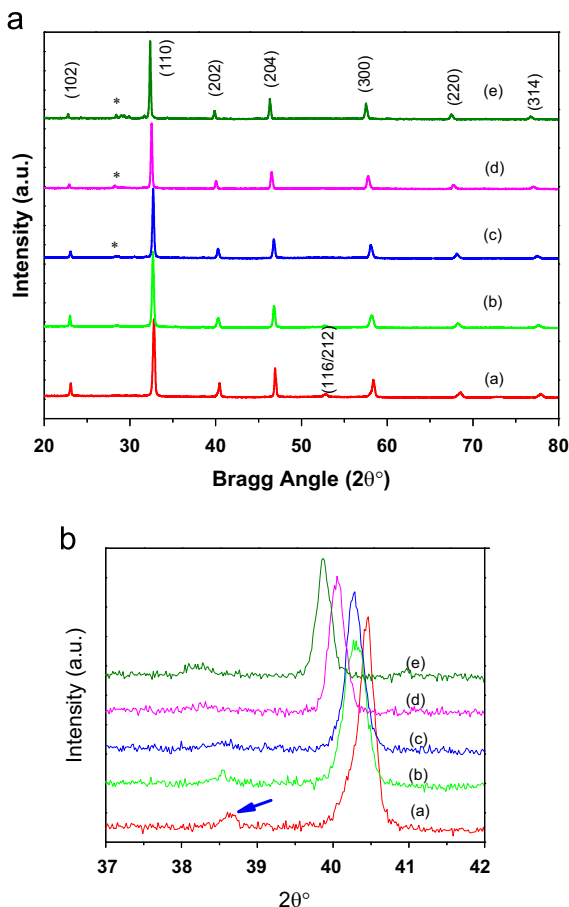 a
(102)
*
(110)
(202)
(204)
(300)
(220)
(314)
(e)
*
(d)
*
(c)
(b)
(116/212)
(a)
Intensity (a.u.)
20 30 40 50 60 70 80
Bragg Angle (2θ°)
b
(e)
(d)
(c)
(b)
(a)
Intensity (a.u.)
37 38 39 40 41 42
2θ°